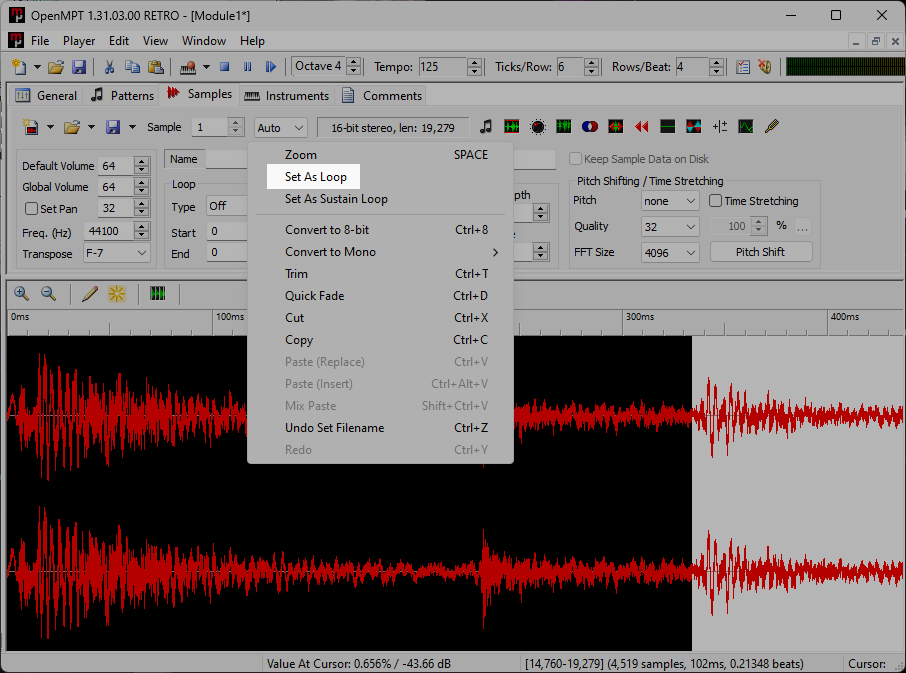 OpenMPT 1.31.03.00 RETRO - [Module1*]
File Player Edit View Window Help
Octave 4 Tempo: 125 Ticks/Row: 6 Rows/Beat: 4
General Patterns Samples Instruments Comments
Sample 1 Auto 16-bit stereo, len: 19,279
Default Volume 64
Global Volume 64
Set Pan 32
Freq. (Hz) 44100
Transpose F-7
Name
Loop
Type Off
Start 0
End 0
Zoom SPACE
Set As Loop
Set As Sustain Loop
Convert to 8-bit Ctrl+8
Convert to Mono
Trim Ctrl+T
Quick Fade Ctrl+D
Cut Ctrl+X
Copy Ctrl+C
Paste (Replace) Ctrl+V
Paste (Insert) Ctrl+Alt+V
Mix Paste Shift+Ctrl+V
Undo Set Filename Ctrl+Z
Redo Ctrl+Y
pth
Keep Sample Data on Disk
Pitch Shifting / Time Stretching
Pitch none Time Stretching
Quality 32 100 % ...
FFT Size 4096 Pitch Shift
0ms 100ms 300ms 400ms
Value At Cursor: 0.656% / -43.66 dB [14,760-19,279] (4,519 samples, 102ms, 0.21348 beats) Cursor: